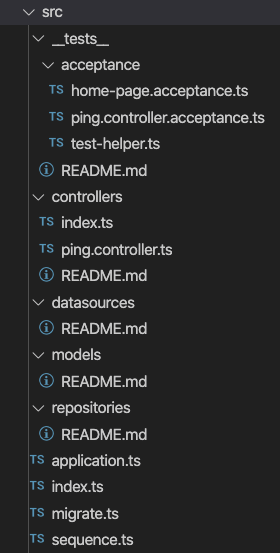 src
__tests__
acceptance
TS home-page.acceptance.ts
TS ping.controller.acceptance.ts
TS test-helper.ts
README.md
controllers
TS index.ts
TS ping.controller.ts
README.md
datasources
README.md
models
README.md
repositories
README.md
TS application.ts
TS index.ts
TS migrate.ts
TS sequence.ts